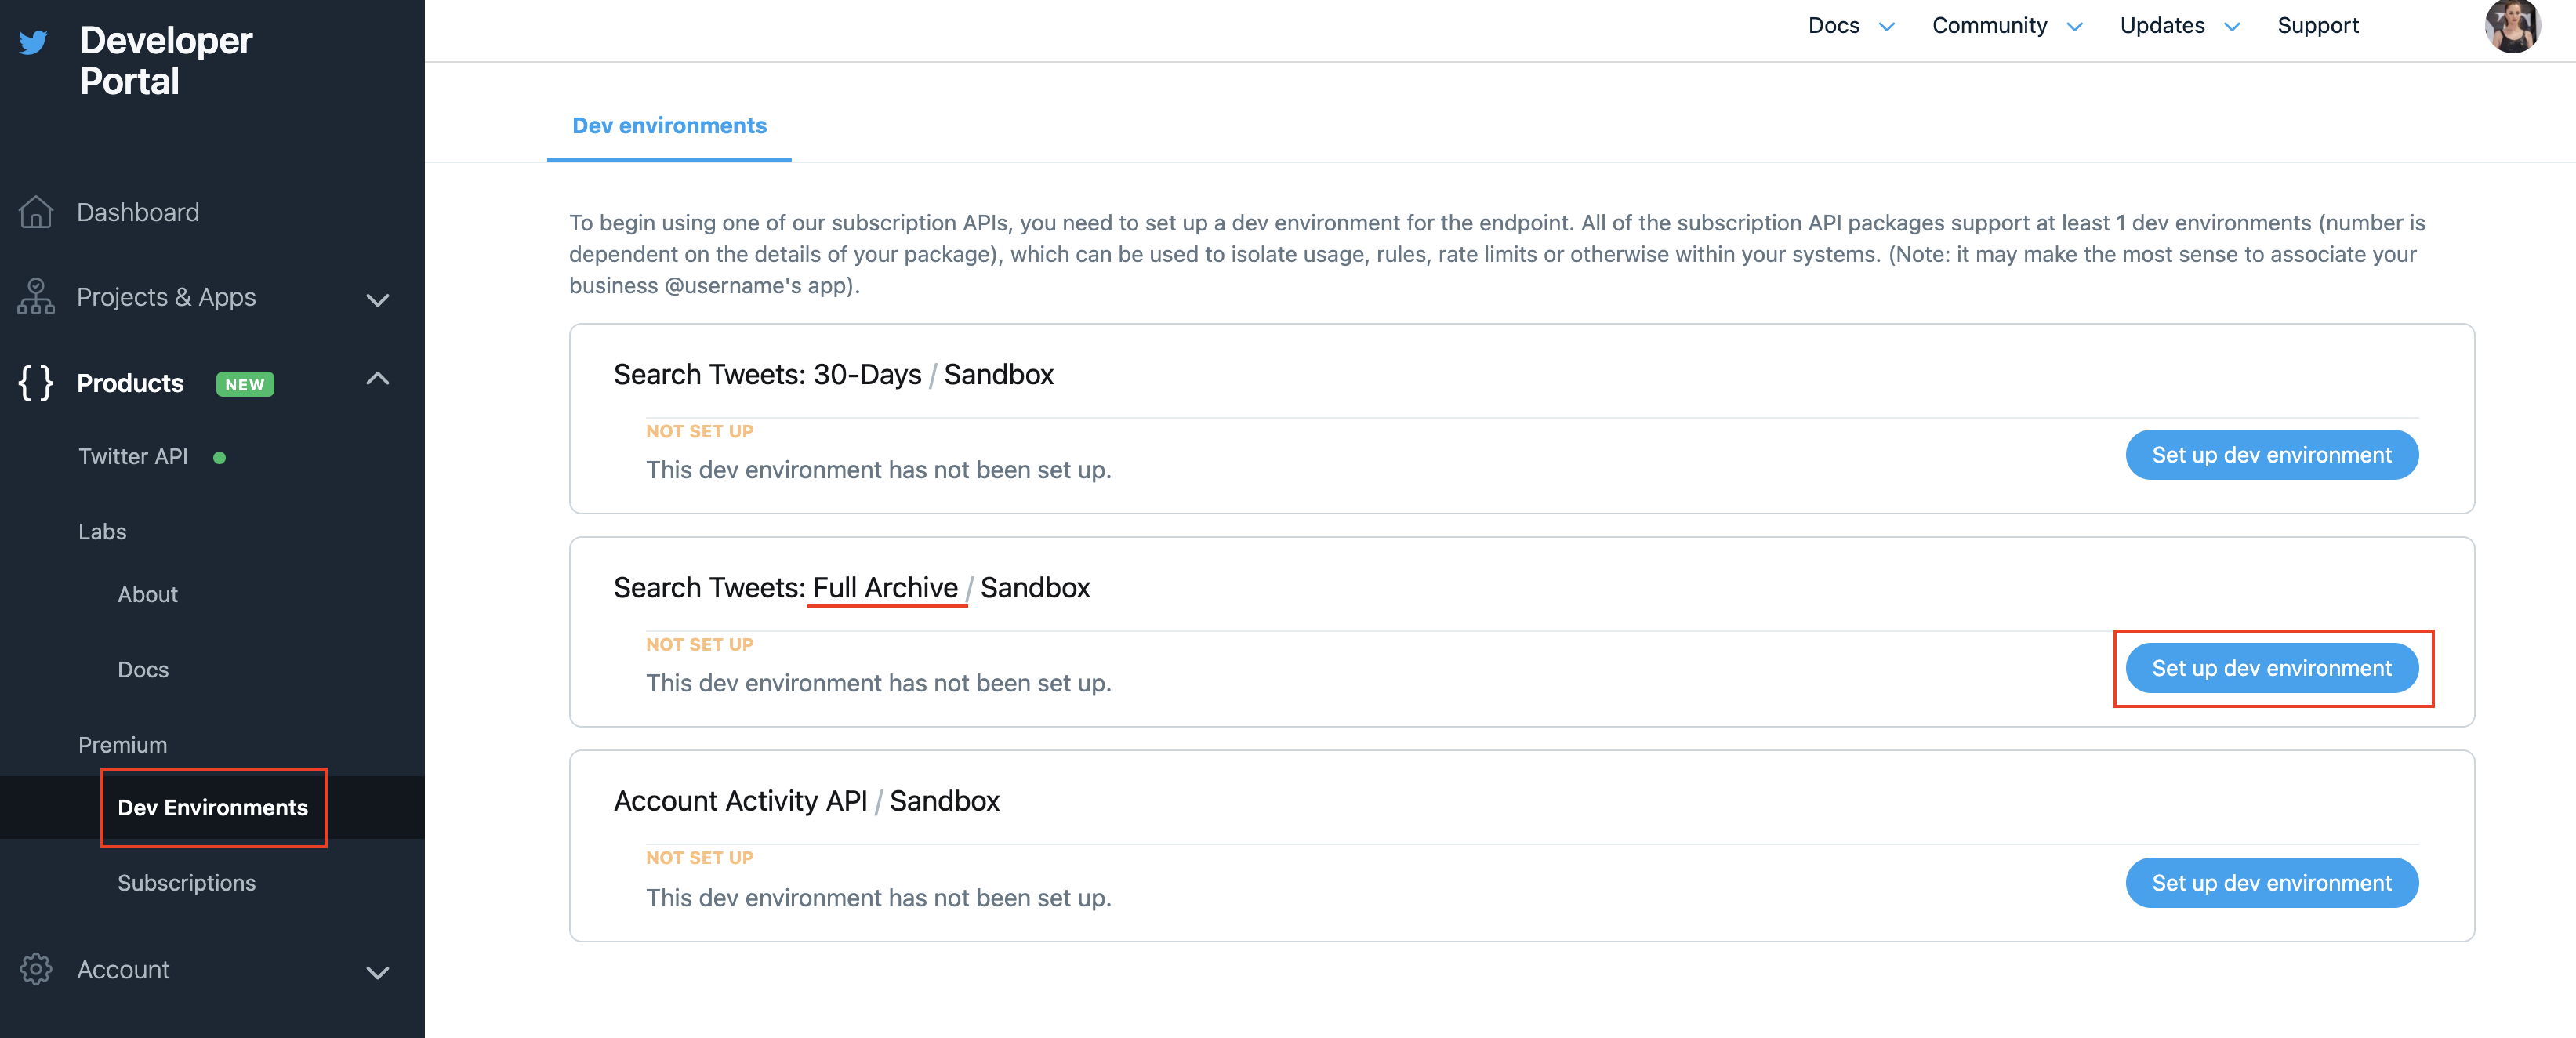 Developer
Portal
Docs Community Updates Support
Dev environments
Dashboard
Projects & Apps
Products NEW
Twitter API
Labs
About
Docs
Premium
Dev Environments
Subscriptions
Account
To begin using one of our subscription APIs, you need to set up a dev environment for the endpoint. All of the subscription API packages support at least 1 dev environments (number is
dependent on the details of your package), which can be used to isolate usage, rules, rate limits or otherwise within your systems. (Note: it may make the most sense to associate your
business @username's app).
Search Tweets: 30-Days / Sandbox
NOT SET UP
This dev environment has not been set up.
Set up dev environment
Search Tweets: Full Archive / Sandbox
NOT SET UP
This dev environment has not been set up.
Set up dev environment
Account Activity API / Sandbox
NOT SET UP
This dev environment has not been set up.
Set up dev environment